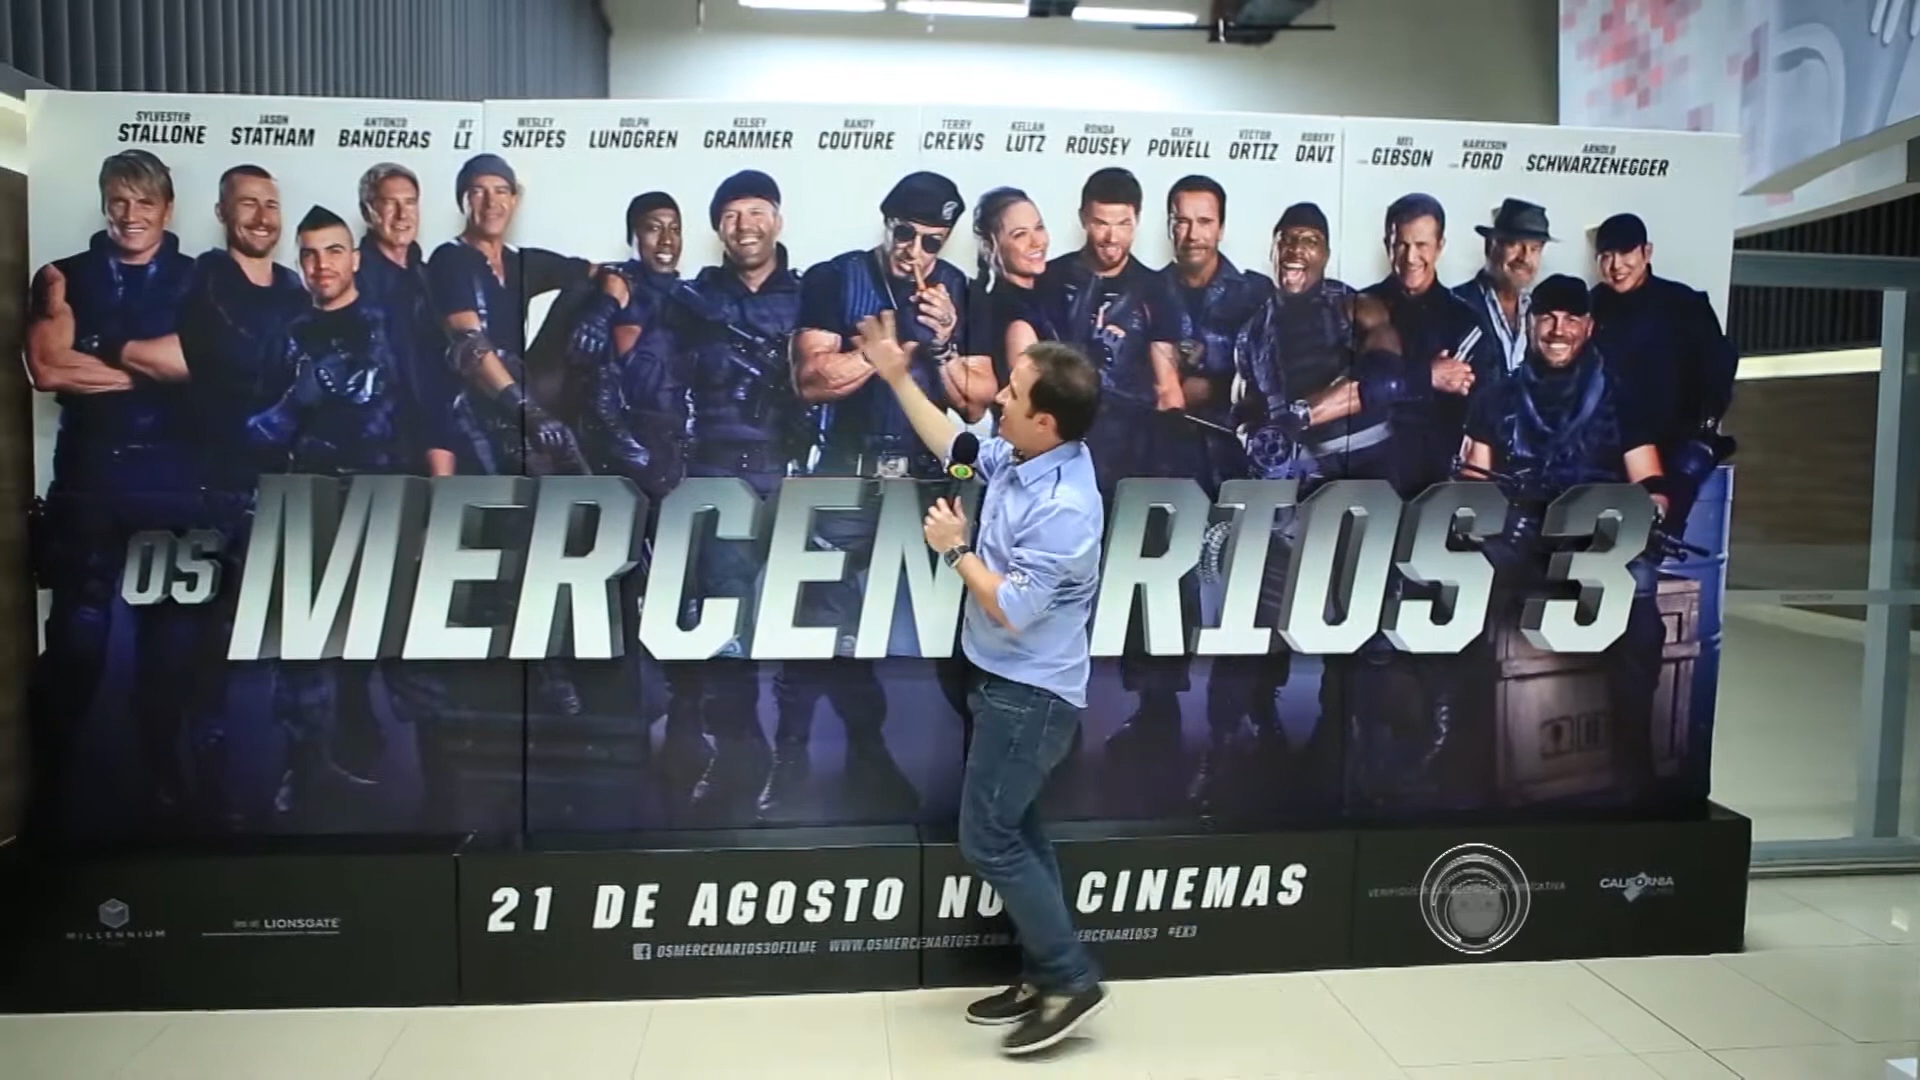 SYLVESTER STALLONE JASON STATHAM ANTONIO BANDERAS JET LI WESLEY SNIPES DOLPH LUNDGREN KELSEY GRAMMER RANDY COUTURE TERRY CREWS KELLAN LUTZ RONDA ROUSEY GLEN POWELL VICTOR ORTIZ ROBERT DAVI MEL GIBSON HARRISON FORD ARNOLD SCHWARZENEGGER
OS MERCEN RIOS 3
21 DE AGOSTO NO CINEMAS
MILLENNIUM
LIONSGATE
OSMERCENARIOS3OFILME WWW.OSMERCENARIOS3.COM ERCENARIOS3 #EX3
CALIFORNIA